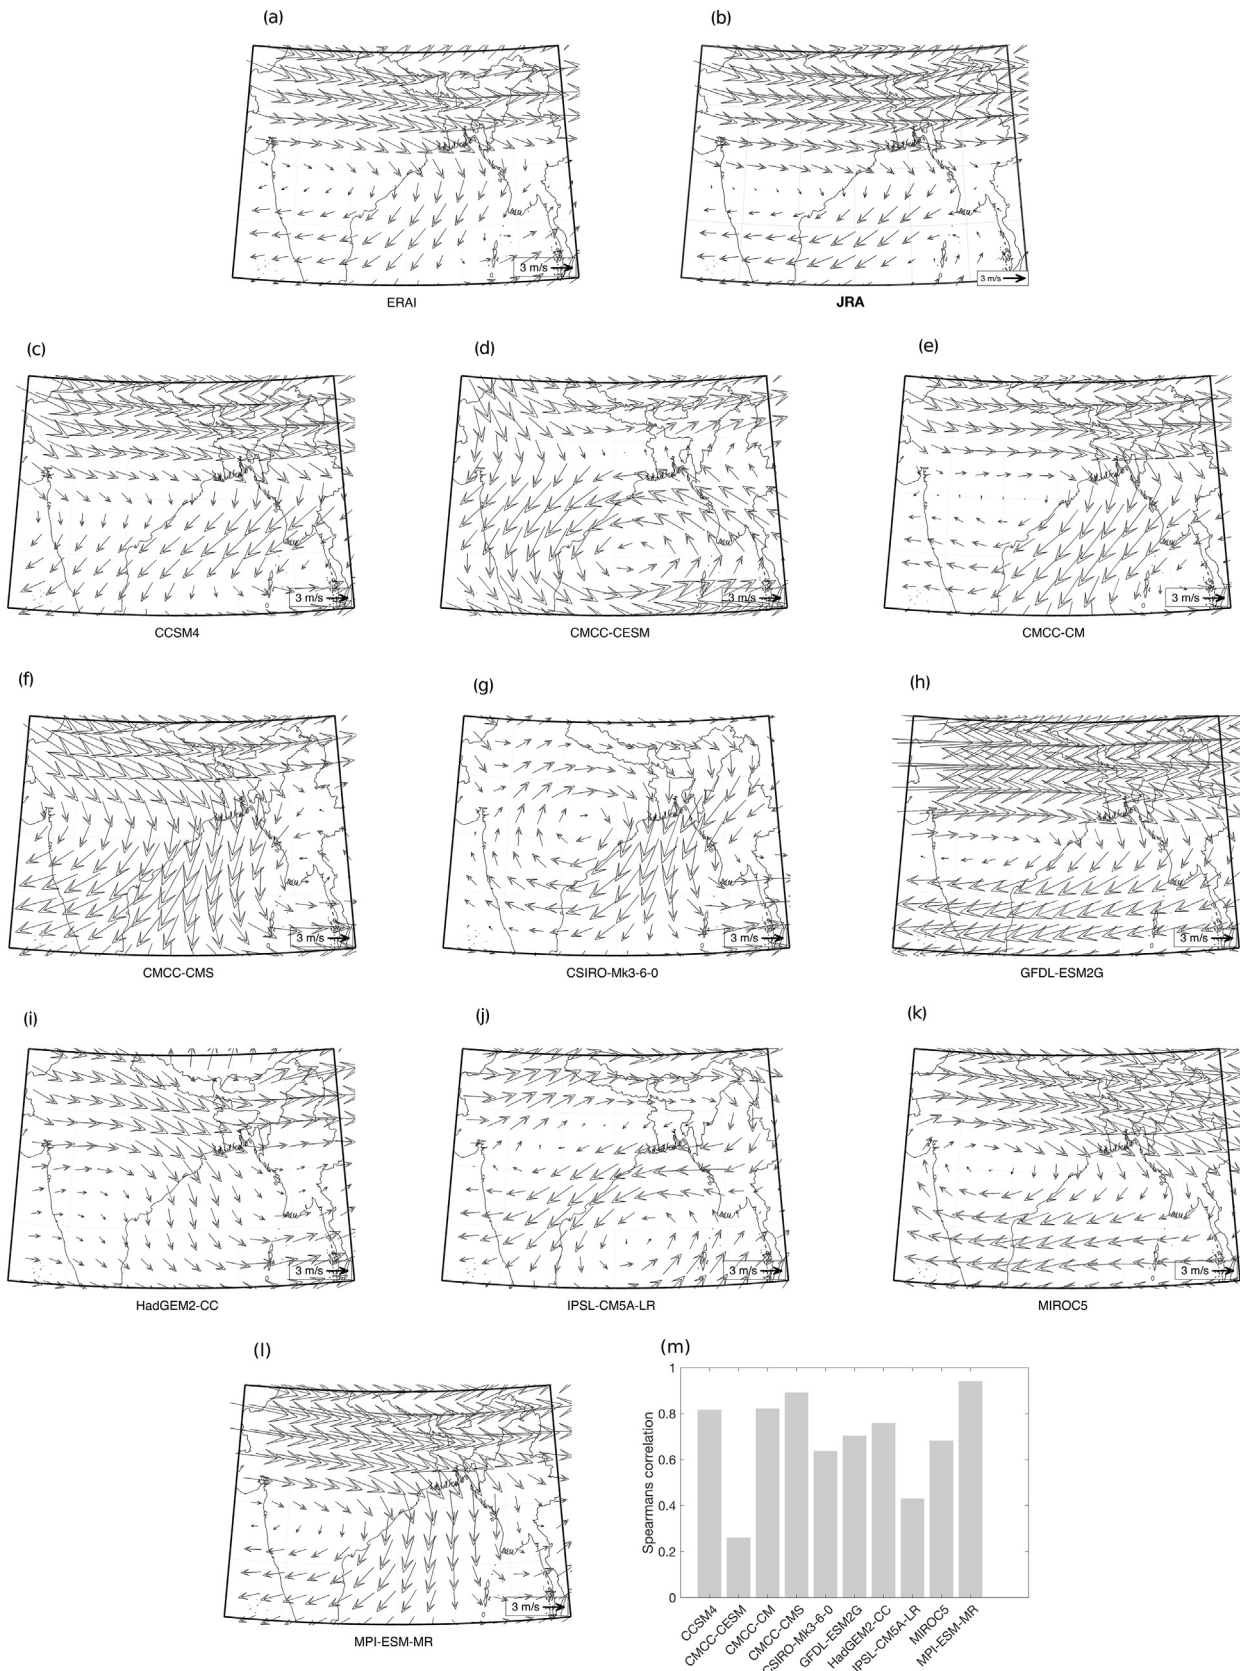 (a)
(b)
3 m/s
3 m/s
ERAI
JRA
(c)
(d)
(e)
3 m/s
3 m/s
3 m/s
CCSM4
CMCC-CESM
CMCC-CM
(f)
(g)
(h)
3 m/s
3 m/s
3 m/s
CMCC-CMS
CSIRO-Mk3-6-0
GFDL-ESM2G
(i)
(j)
(k)
3 m/s
3 m/s
3 m/s
HadGEM2-CC
IPSL-CM5A-LR
MIROC5
(l)
3 m/s
MPI-ESM-MR
(m)
Spearmans correlation
1
0.8
0.6
0.4
0.2
0
CCSM4
CMCC-CESM
CMCC-CM
CMCC-CMS
CSIRO-Mk3-6-0
GFDL-ESM2G
HadGEM2-CC
IPSL-CM5A-LR
MIROC5
MPI-ESM-MR